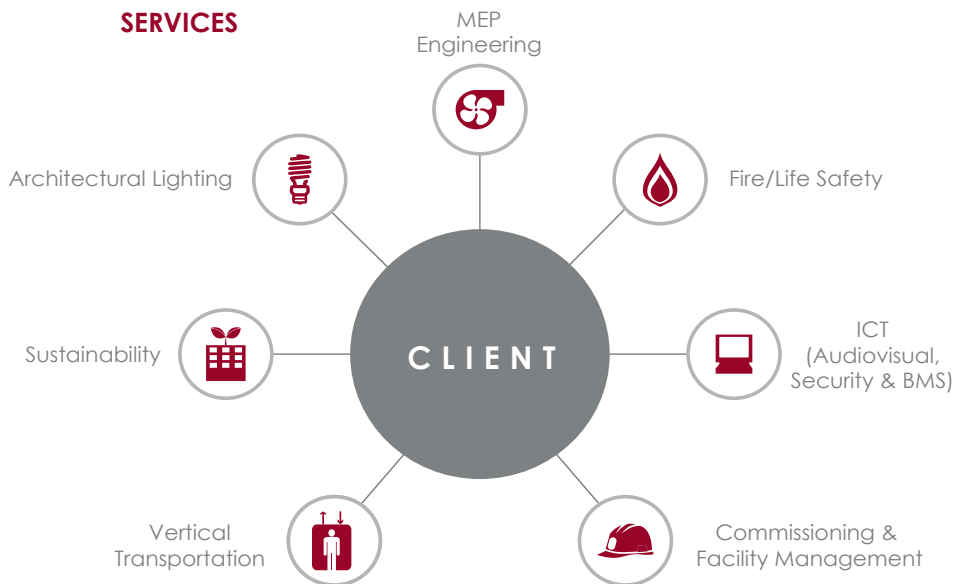 SERVICES
MEP
Engineering
Architectural Lighting
Fire/Life Safety
Sustainability
CLIENT
ICT
(Audiovisual,
Security & BMS)
Vertical
Transportation
Commissioning &
Facility Management